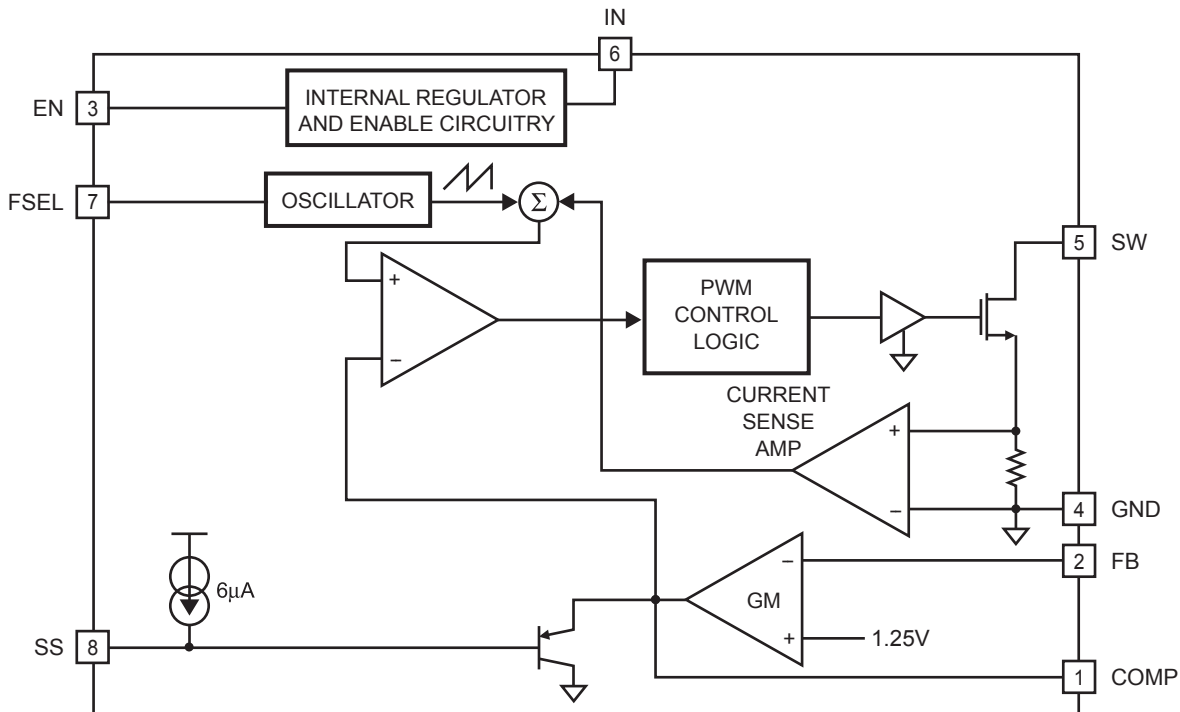 IN
6
EN
3
INTERNAL REGULATOR
AND ENABLE CIRCUITRY
FSEL
7
OSCILLATOR
Σ
5
SW
+
−
PWM
CONTROL
LOGIC
CURRENT
SENSE
AMP
+
−
4
GND
2
FB
−
GM
+
1.25V
6μA
SS
8
1
COMP